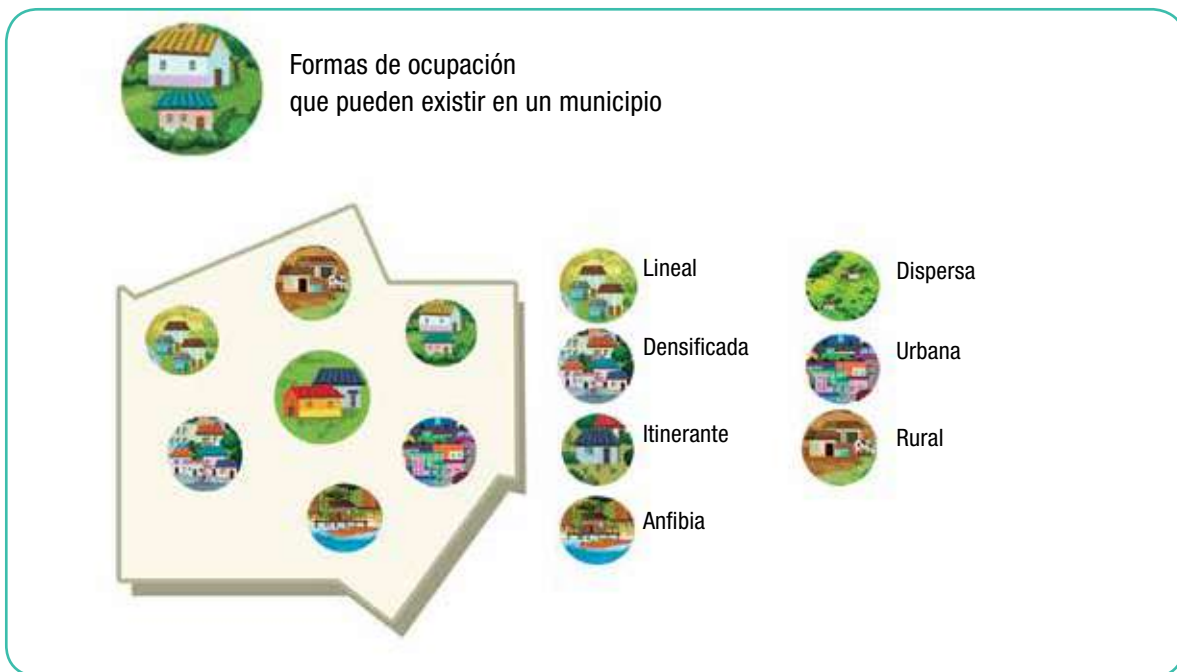 Formas de ocupación
que pueden existir en un municipio
Lineal
Densificada
Itinerante
Anfibia
Dispersa
Urbana
Rural